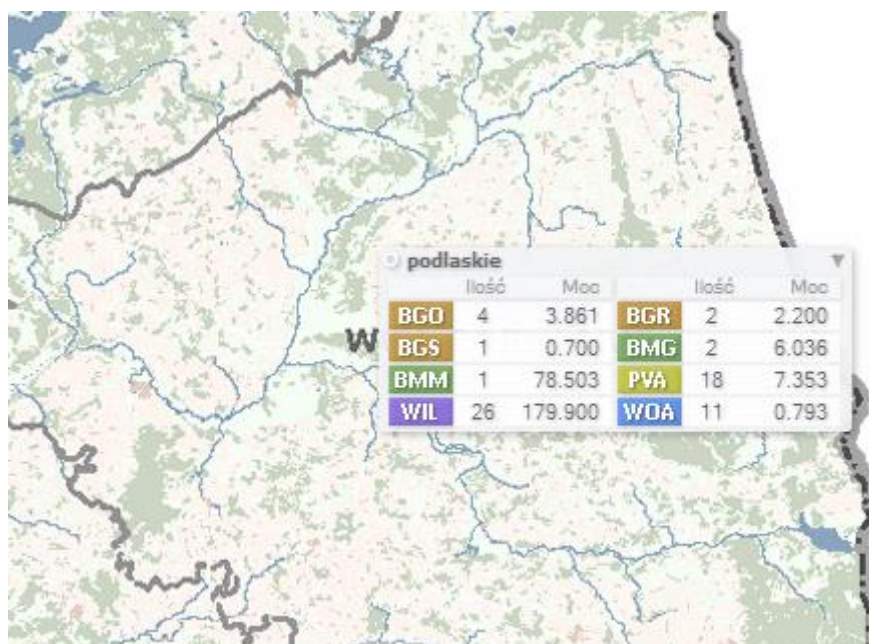 podlaskie
Ilość Moc Ilość Moc
BGO 4 3.861 BGR 2 2.200
BGS 1 0.700 BMG 2 6.036
W
BMM 1 78.503 PVA 18 7.353
WIL 26 179.900 WOA 11 0.793